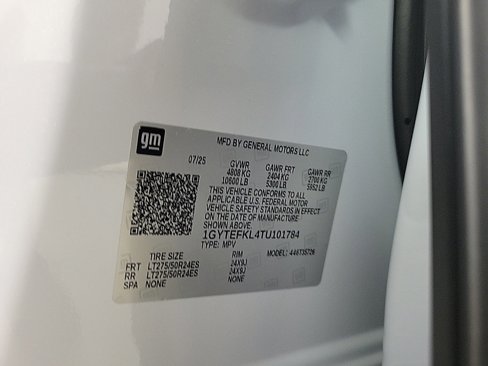 gm
MFD BY GENERAL MOTORS LLC
07/25 GVWR GAWR FRT GAWR RR
4808 KG 2404 KG 2700 KG
10600 LB 5300 LB 5952 LB
THIS VEHICLE CONFORMS TO ALL
APPLICABLE U.S. FEDERAL MOTOR
VEHICLE SAFETY STANDARDS IN EFFECT
ON THE DATE OF MANUFACTURE
SHOWN ABOVE.
1GYTEFKL4TU101784
TYPE: MPV MODEL: 446T35726
TIRE SIZE RIM
FRT LT275/50R24ES 24X9J
RR LT275/50R24ES 24X9J
SPA NONE NONE